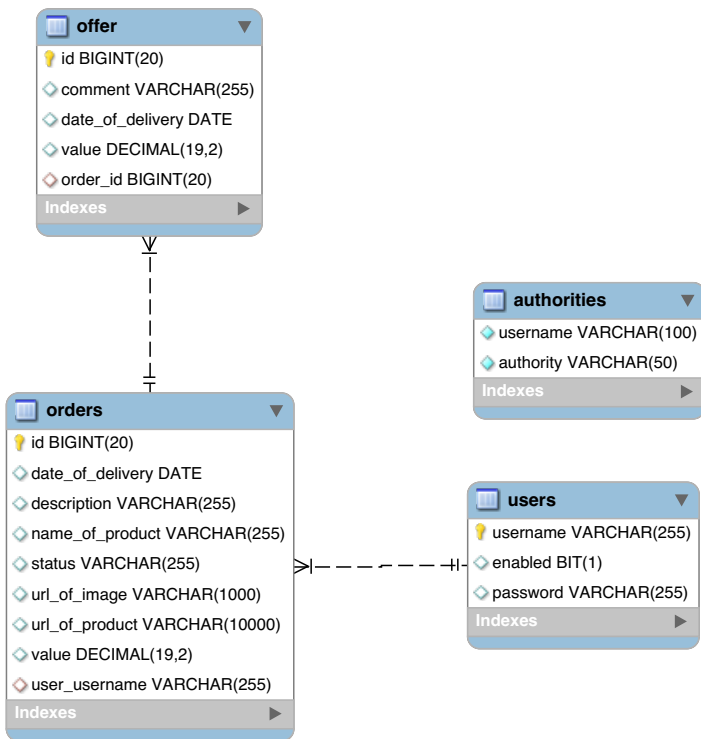 offer
id BIGINT(20)
comment VARCHAR(255)
date_of_delivery DATE
value DECIMAL(19,2)
order_id BIGINT(20)
Indexes
authorities
username VARCHAR(100)
authority VARCHAR(50)
Indexes
orders
id BIGINT(20)
date_of_delivery DATE
description VARCHAR(255)
name_of_product VARCHAR(255)
status VARCHAR(255)
url_of_image VARCHAR(1000)
url_of_product VARCHAR(10000)
value DECIMAL(19,2)
user_username VARCHAR(255)
Indexes
users
username VARCHAR(255)
enabled BIT(1)
password VARCHAR(255)
Indexes